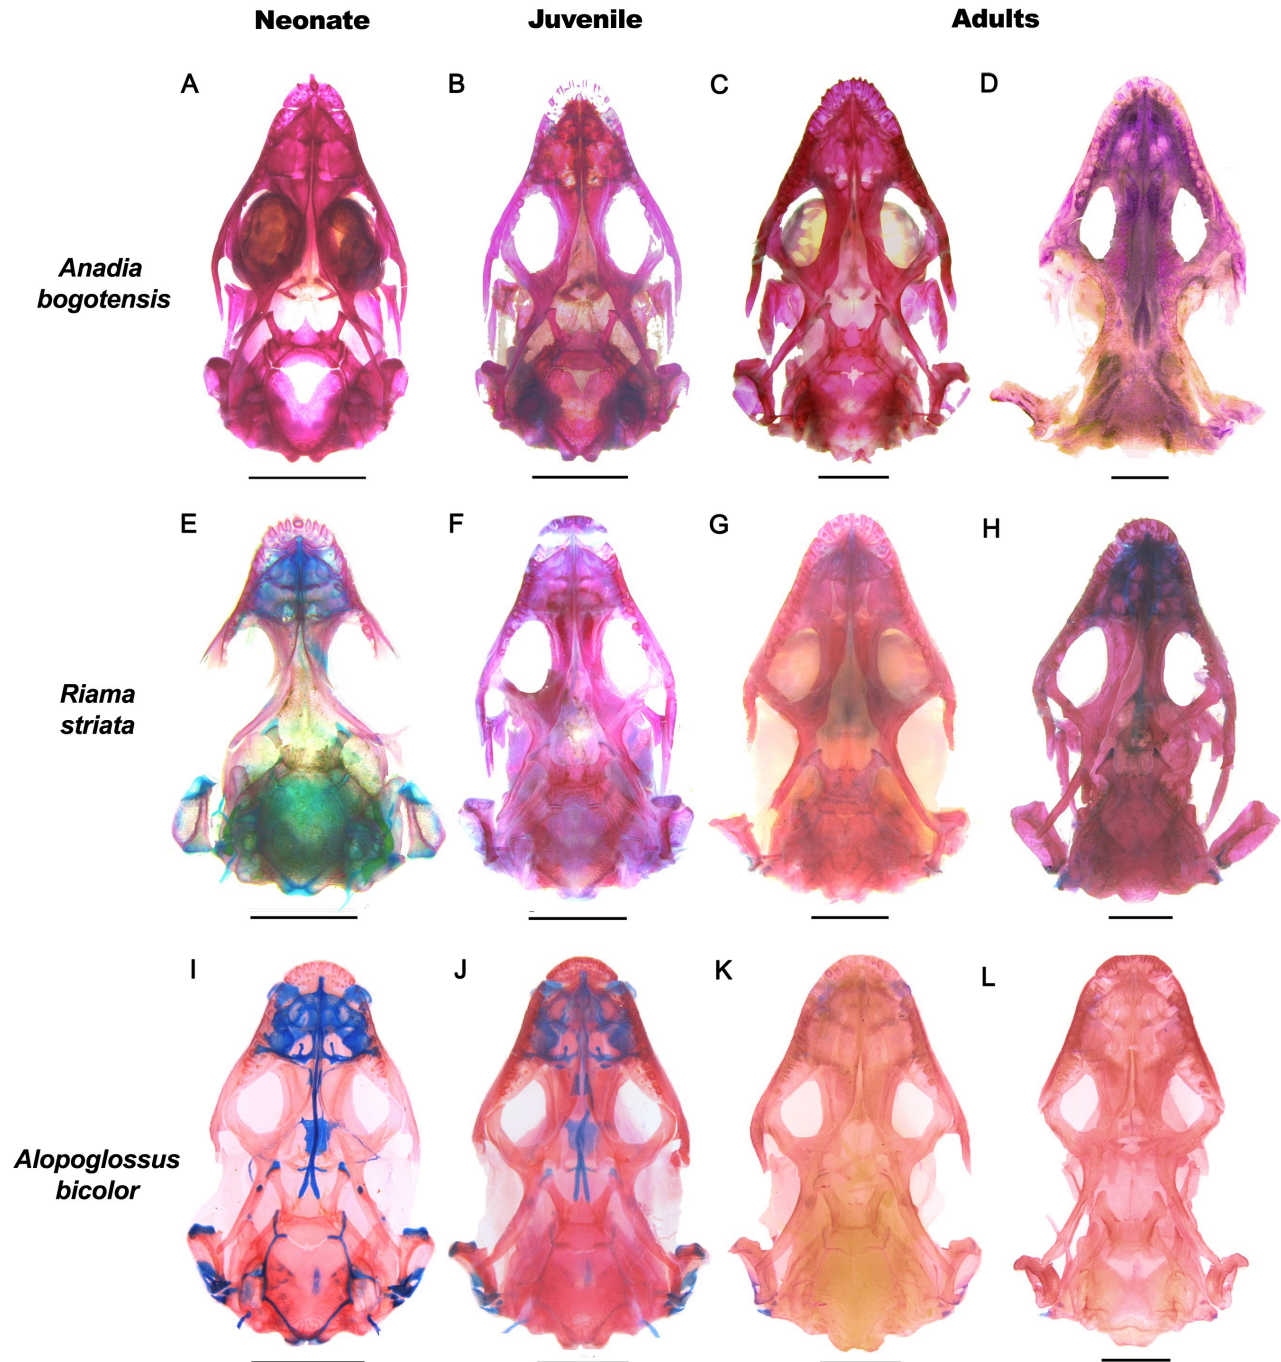 Neonate Juvenile Adults
A B C D
Anadia
bogotensis
E F G H
Riama
striata
I J K L
Alopoglossus
bicolor